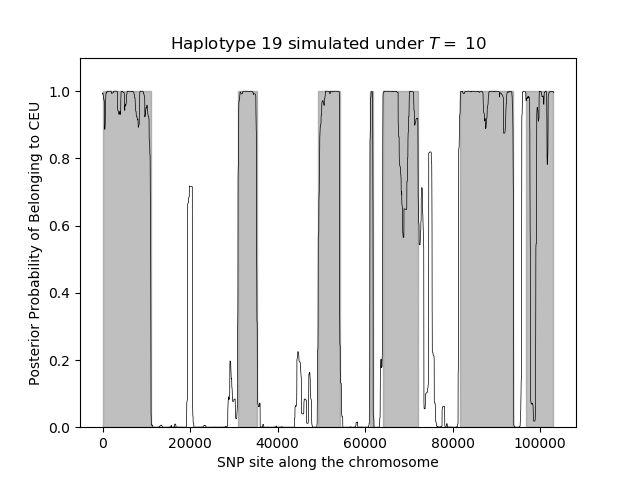 Haplotype 19 simulated under T = 10
Posterior Probability of Belonging to CEU
1.0
0.8
0.6
0.4
0.2
0.0
0 20000 40000 60000 80000 100000
SNP site along the chromosome